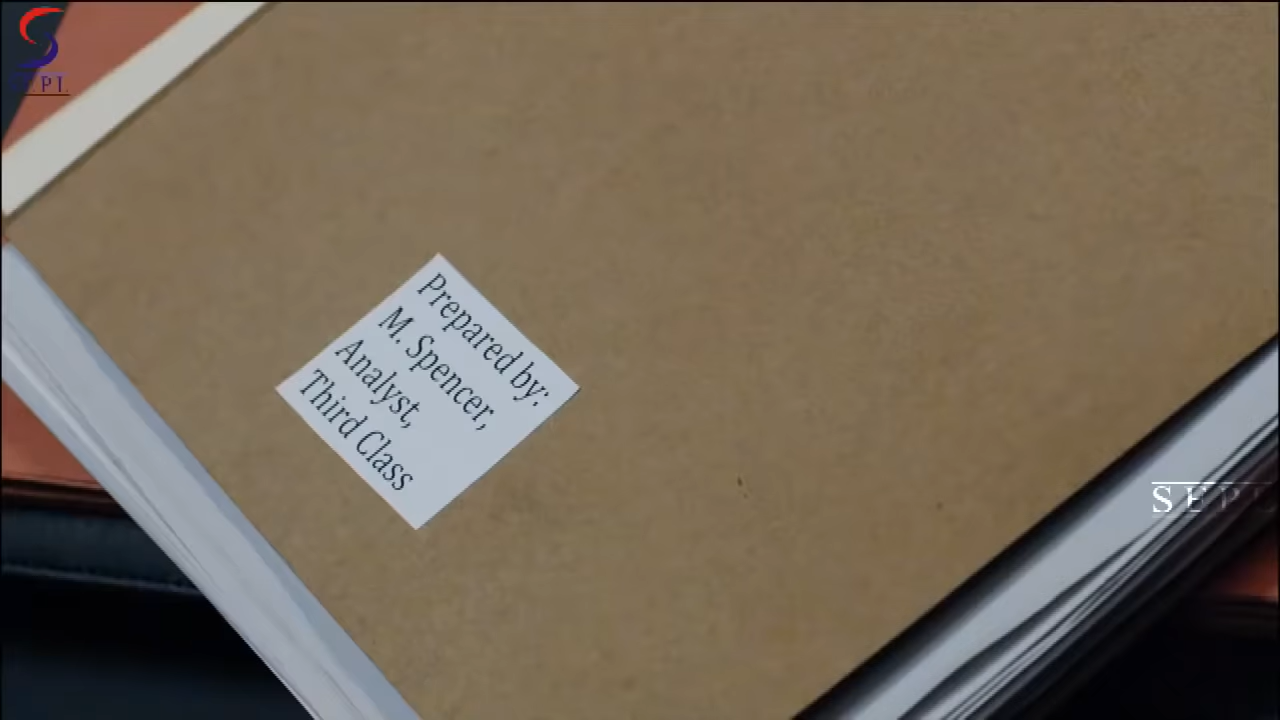 Prepared by:
M. Spencer,
Analyst,
Third Class